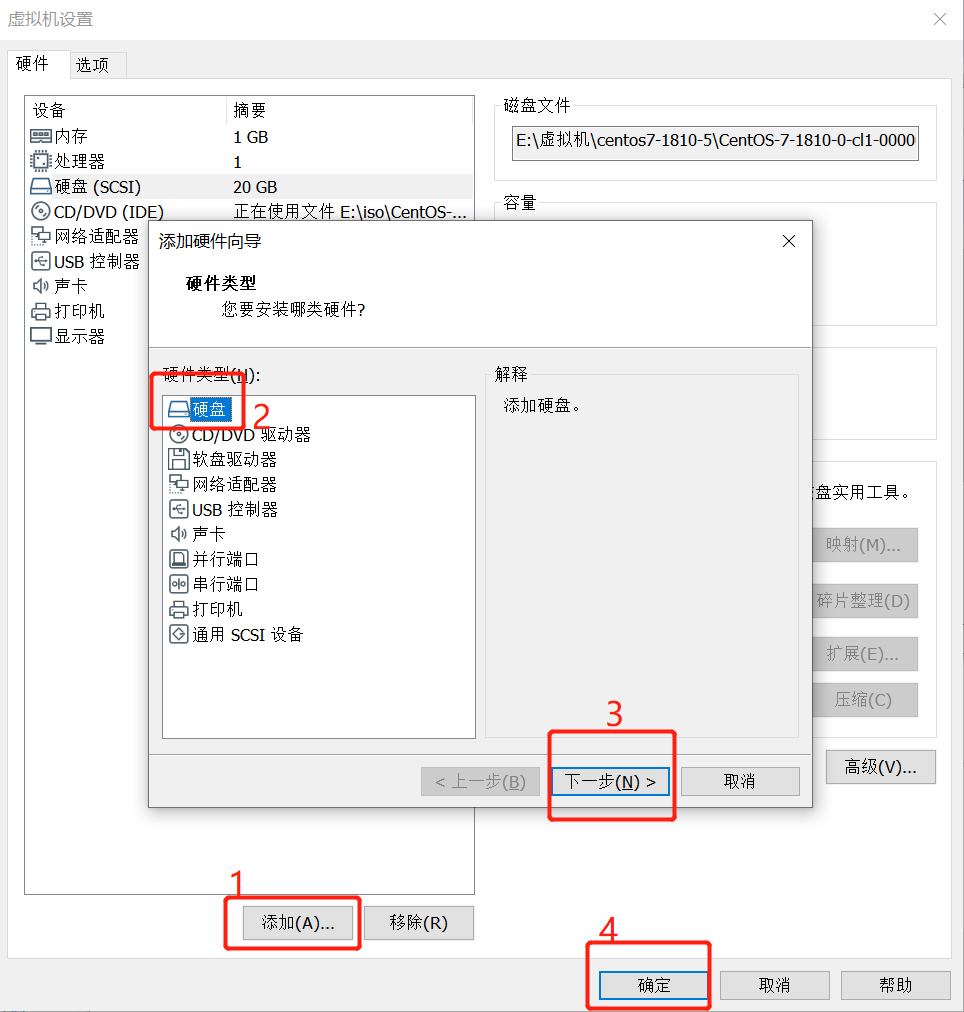 虚拟机设置
硬件 选项
设备 摘要
内存 1 GB
处理器 1
硬盘 (SCSI) 20 GB
CD/DVD (IDE) 正在使用文件 E:\iso\CentOS-...
网络适配器
USB 控制器
声卡
打印机
显示器
磁盘文件
E:\虚拟机\centos7-1810-5\CentOS-7-1810-0-cl1-0000
容量
添加硬件向导
硬件类型
您要安装哪类硬件?
硬件类型(H):
硬盘
2
CD/DVD 驱动器
软盘驱动器
网络适配器
USB 控制器
声卡
并行端口
串行端口
打印机
通用 SCSI 设备
解释
添加硬盘。
3
< 上一步(B) 下一步(N) > 取消
盘实用工具。
映射(M)...
碎片整理(D)
扩展(E)...
压缩(C)
高级(V)...
1
添加(A)... 移除(R)
4
确定 取消 帮助